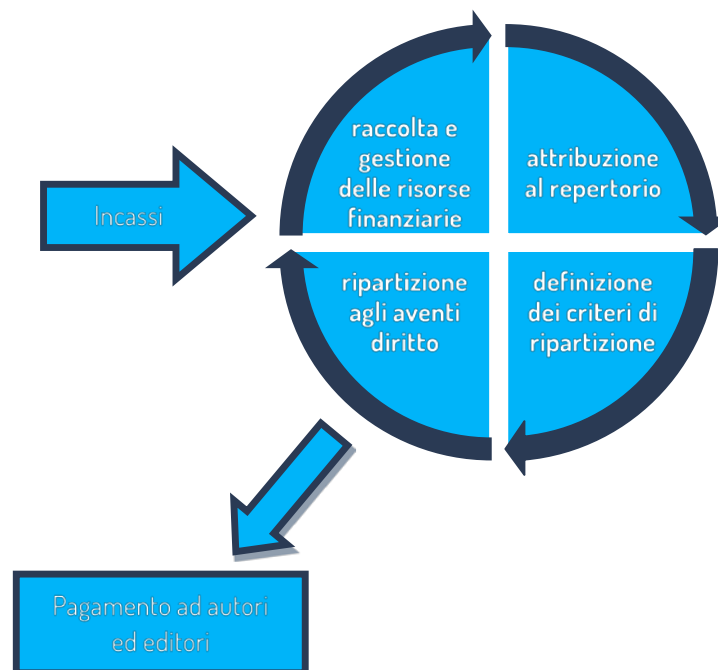 Incassi
raccolta e
gestione
delle risorse
finanziarie
attribuzione
al repertorio
definizione
dei criteri di
ripartizione
ripartizione
agli aventi
diritto
Pagamento ad autori
ed editori